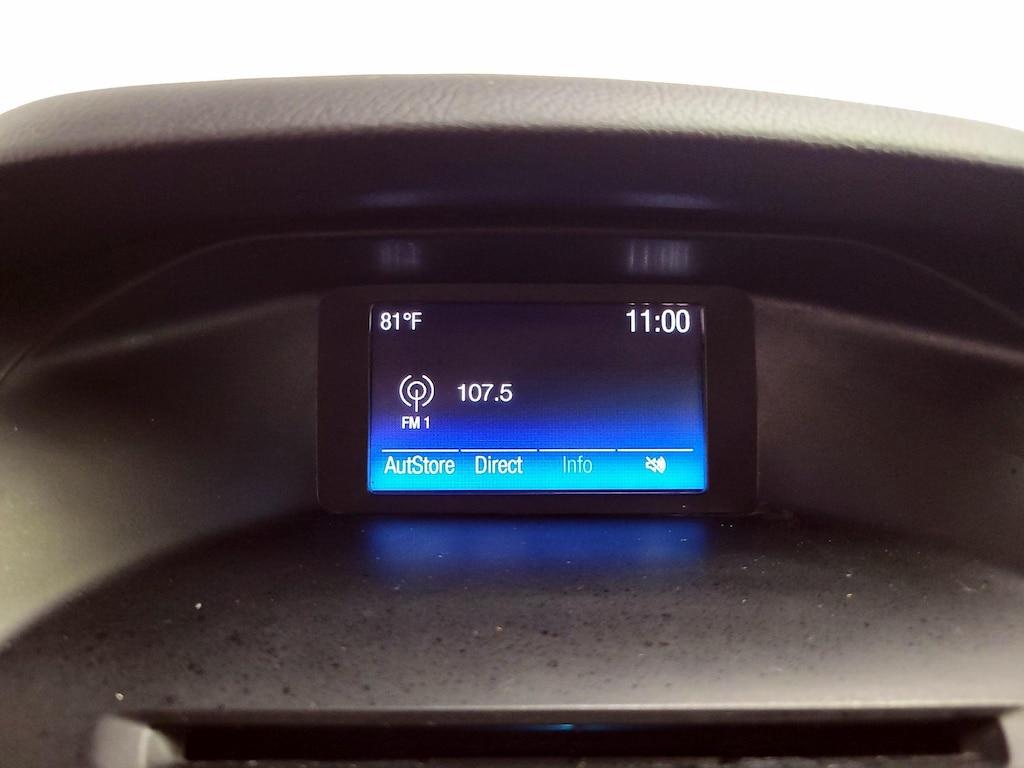 81°F 11:00
107.5
FM 1
AutStore Direct Info